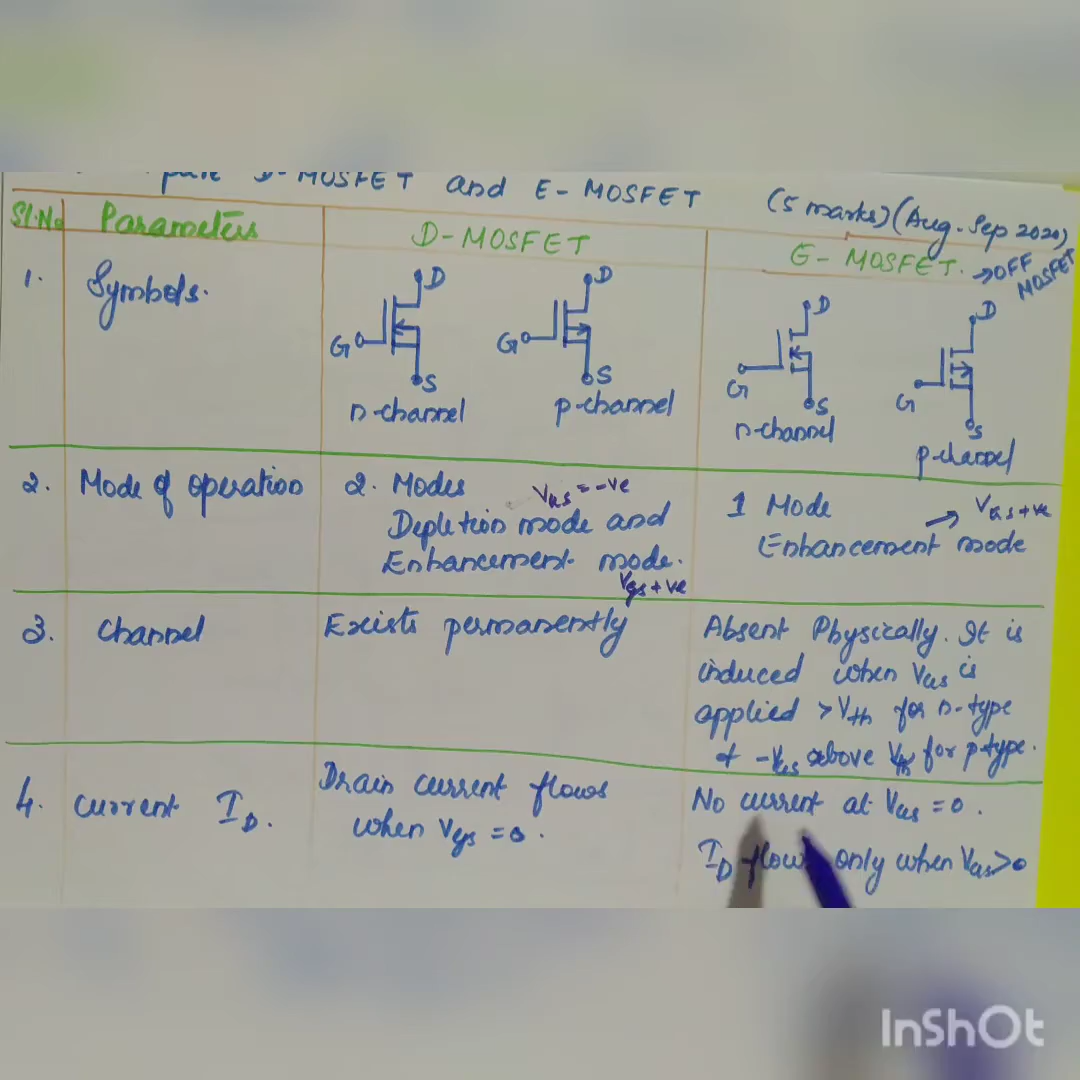 D-MOSFET and E-MOSFET (5 marks) (Aug-Sep 2020)
Sl.No Parameters D-MOSFET E-MOSFET. → OFF MOSFET
1. Symbols.
D D D D
G G G G
S S S S
n-channel p-channel n-channel p-channel
2. Mode of operation
2. Modes
VGS = -ve
Depletion mode and
Enhancement mode.
Vgs +ve
1 Mode
→ VGS +ve
Enhancement mode
3. Channel
Exists permanently
Absent Physically. It is
induced when VGS is
applied > Vth for n-type
& -VGS above Vth for p-type.
4. Current ID.
Drain current flows
when Vgs = 0.
No current at VGS = 0.
ID flows only when VGS > 0
InShOt